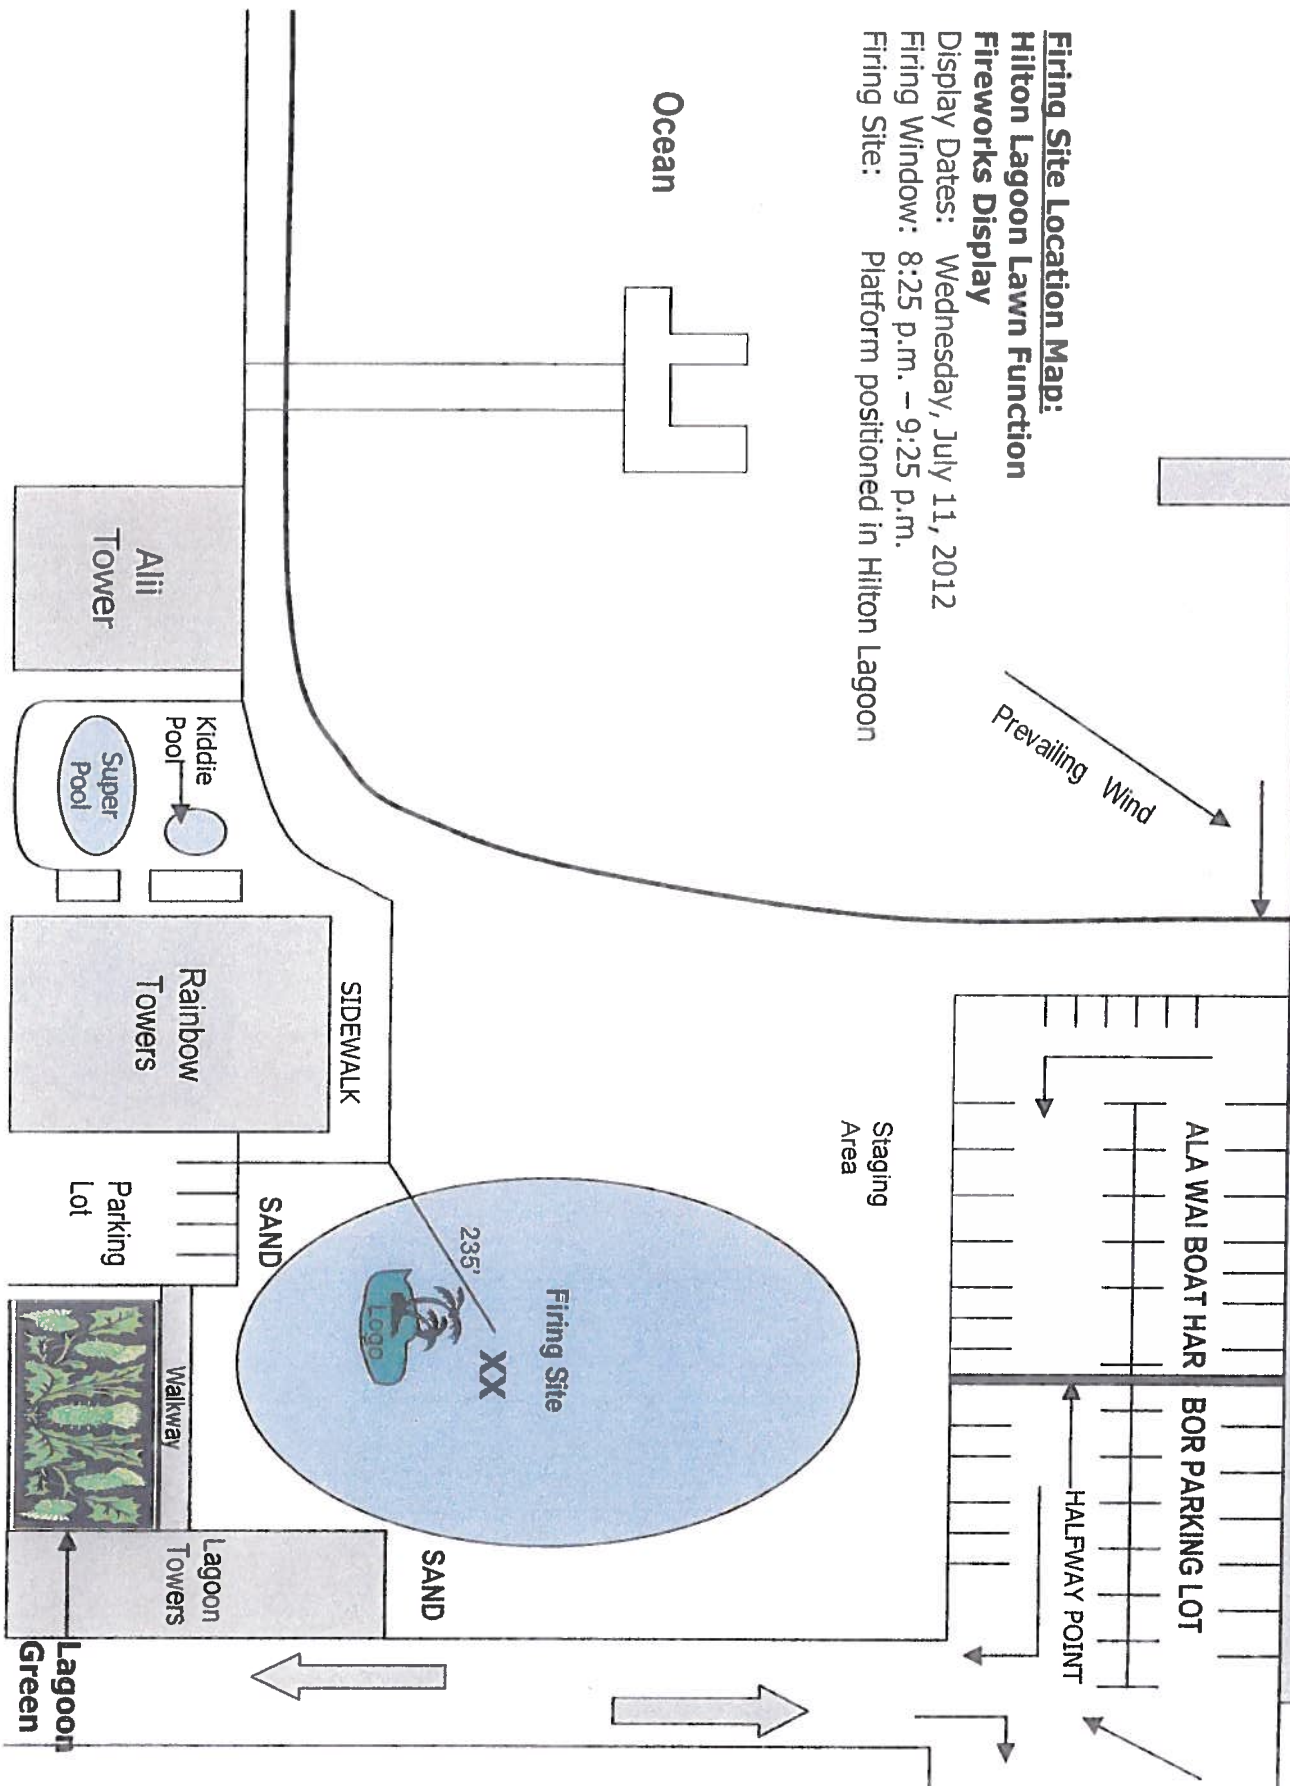 Firing Site Location Map:
Hilton Lagoon Lawn Function
Fireworks Display
Display Dates: Wednesday, July 11, 2012
Firing Window: 8:25 p.m. – 9:25 p.m.
Firing Site: Platform positioned in Hilton Lagoon
Ocean
Prevailing Wind
ALA WAI BOAT HAR BOR PARKING LOT
HALFWAY POINT
Staging
Area
Firing Site
XX
235'
Logo
SAND
SAND
SIDEWALK
Alii
Tower
Kiddie
Pool
Super
Pool
Rainbow
Towers
Parking
Lot
Walkway
Lagoon
Towers
Lagoon
Green